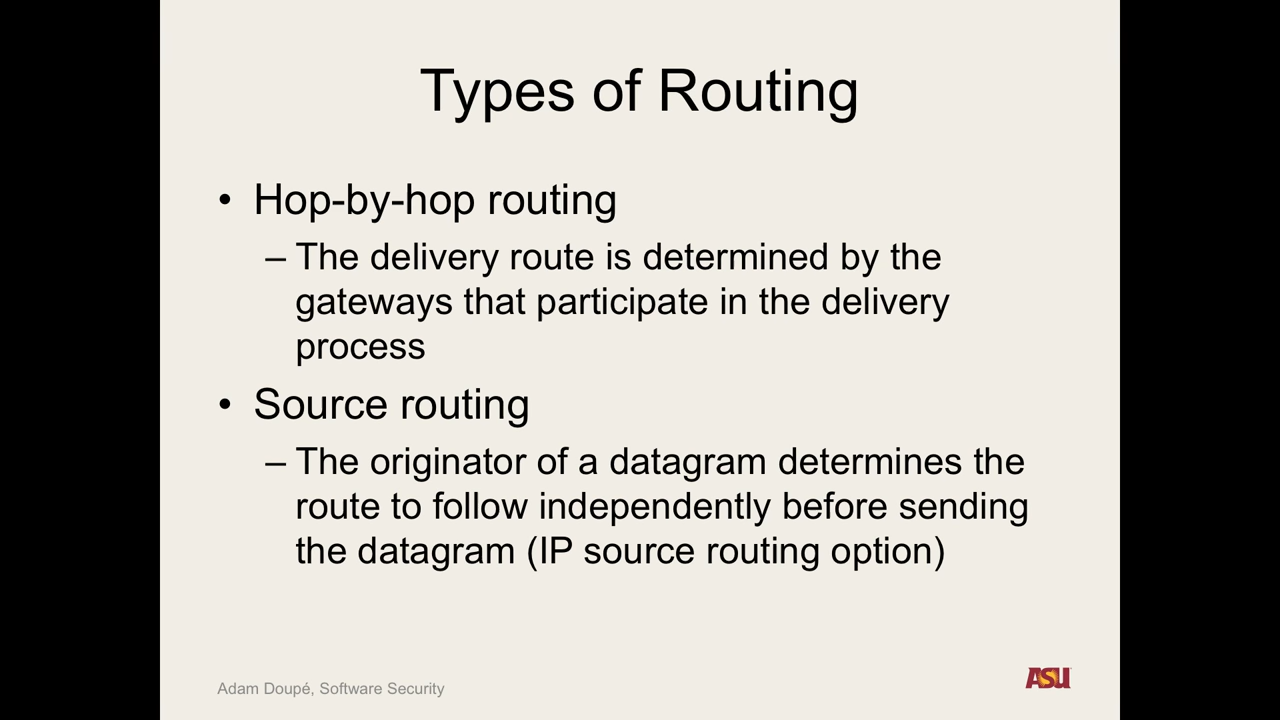 Types of Routing
• Hop-by-hop routing
– The delivery route is determined by the
gateways that participate in the delivery
process
• Source routing
– The originator of a datagram determines the
route to follow independently before sending
the datagram (IP source routing option)
Adam Doupé, Software Security
ASU